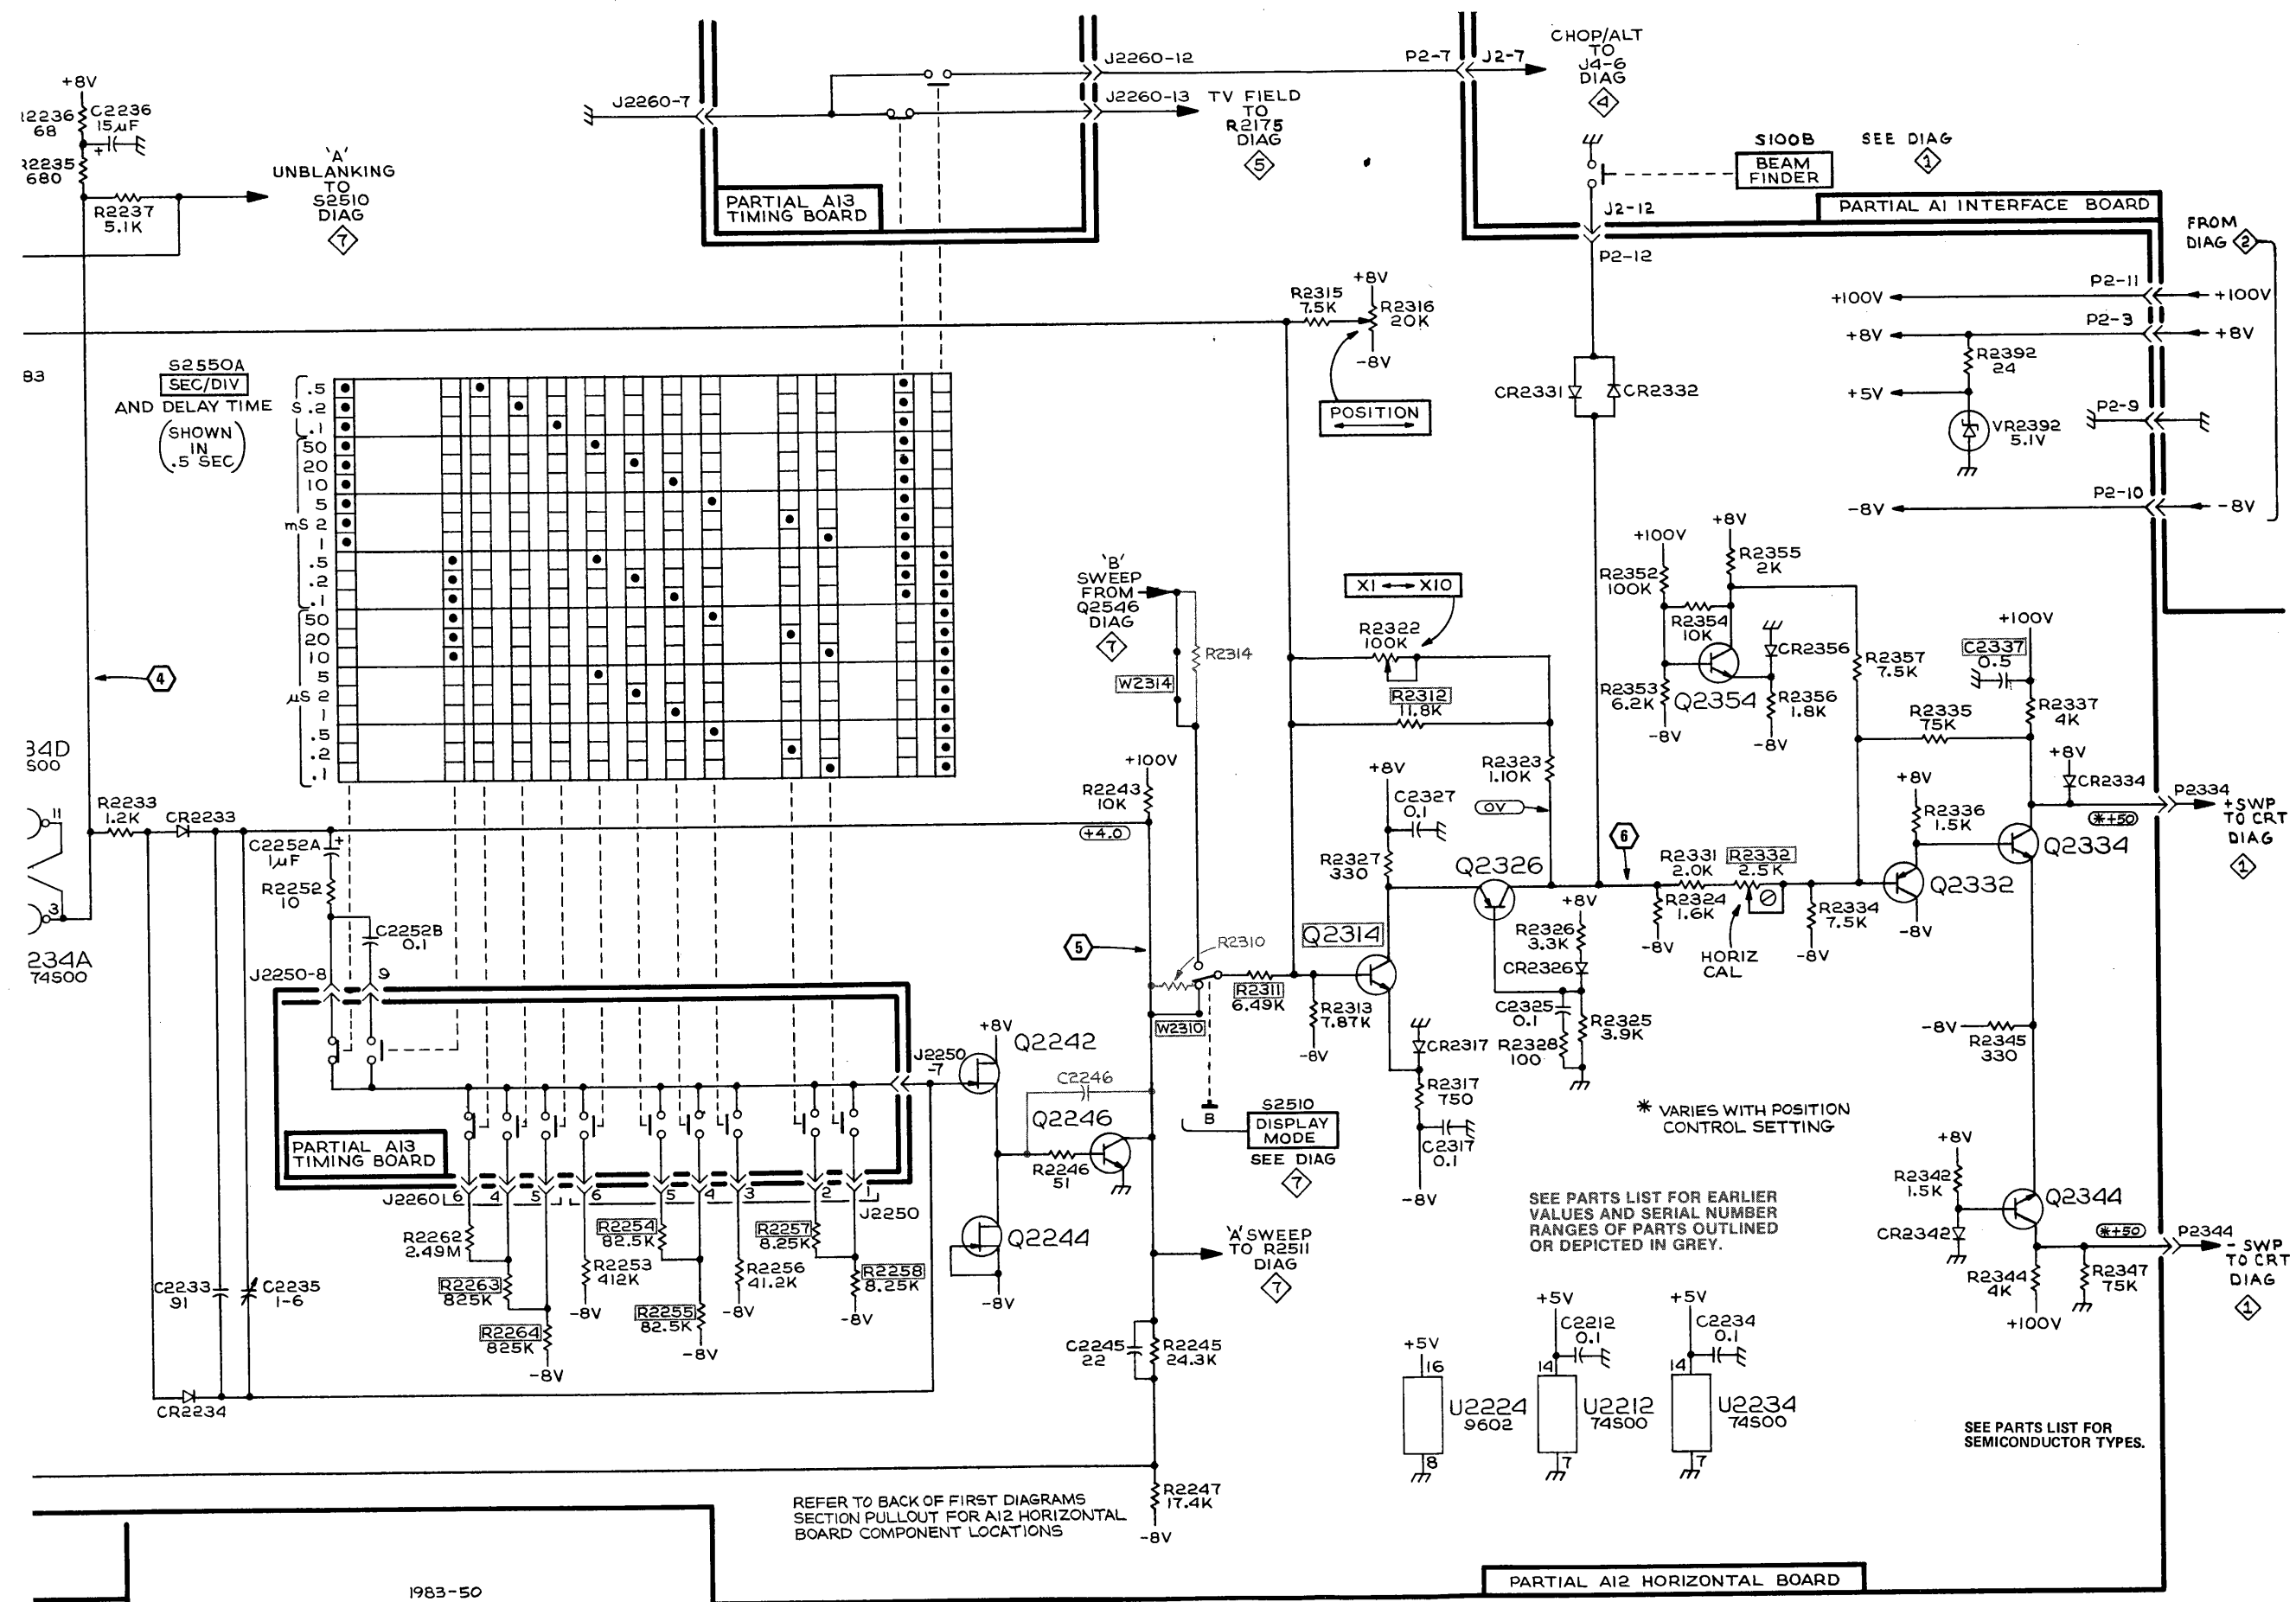 +8V
C2236
15µF
68
680
R2237
5.1K
'A'
UNBLANKING
TO
S2510
DIAG
7
J2260-7
J2260-12
J2260-13
TV FIELD
TO
R2175
DIAG
5
PARTIAL A13
TIMING BOARD
P2-7
J2-7
CHOP/ALT
TO
J4-6
DIAG
4
S100B
BEAM
FINDER
SEE DIAG
1
J2-12
P2-12
PARTIAL A1 INTERFACE BOARD
FROM
DIAG 2
P2-11
+100V
+100V
P2-3
+8V
+8V
R2392
24
+5V
P2-9
VR2392
5.1V
P2-10
-8V
-8V
R2315
7.5K
+8V
R2316
20K
-8V
POSITION
CR2331
CR2332
83
S2550A
SEC/DIV
AND DELAY TIME
(SHOWN
IN
.5 SEC)
.5
S .2
.1
50
20
10
5
mS 2
1
.5
.2
.1
50
20
10
5
µS 2
1
.5
.2
.1
'B'
SWEEP
FROM
Q2546
DIAG
7
W2314
R2314
X1 X10
R2322
100K
R2312
11.8K
R2323
1.10K
0V
+100V
R2352
100K
+8V
R2355
2K
R2354
10K
CR2356
R2353
6.2K
Q2354
R2356
1.8K
-8V
-8V
R2357
7.5K
+100V
C2337
0.5
R2335
75K
R2337
4K
+8V
CR2334
P2334
+SWP
TO CRT
DIAG
1
*+50
4
34D
S00
11
3
234A
74S00
R2233
1.2K
CR2233
C2252A
1µF
+
R2252
10
C2252B
0.1
J2250-8
9
+100V
R2243
10K
+4.0
5
R2310
W2310
R2311
6.49K
R2313
7.87K
-8V
+8V
C2327
0.1
R2327
330
Q2314
Q2326
6
R2331
2.0K
R2332
2.5K
R2324
1.6K
-8V
HORIZ
CAL
R2334
7.5K
-8V
+8V
R2336
1.5K
Q2332
-8V
Q2334
+8V
R2326
3.3K
CR2326
C2325
0.1
R2328
100
R2325
3.9K
CR2317
R2317
750
C2317
0.1
-8V
-8V
R2345
330
* VARIES WITH POSITION
CONTROL SETTING
PARTIAL A13
TIMING BOARD
J2250
-7
+8V
Q2242
C2246
Q2246
R2246
51
Q2244
-8V
B
S2510
DISPLAY
MODE
SEE DIAG
7
J2260 6 4 5 6 5 4 3 2 1
J2250
R2262
2.49M
R2263
825K
R2264
825K
-8V
R2253
412K
-8V
R2254
82.5K
R2255
82.5K
-8V
R2256
41.2K
-8V
R2257
8.25K
R2258
8.25K
-8V
C2233
91
C2235
1-6
CR2234
'A' SWEEP
TO R2511
DIAG
7
C2245
22
R2245
24.3K
R2247
17.4K
-8V
SEE PARTS LIST FOR EARLIER
VALUES AND SERIAL NUMBER
RANGES OF PARTS OUTLINED
OR DEPICTED IN GREY.
+8V
R2342
1.5K
CR2342
Q2344
*+50
P2344
- SWP
TO CRT
DIAG
1
R2344
4K
+100V
R2347
75K
+5V
16
U2224
9602
8
+5V
C2212
0.1
14
U2212
74S00
7
+5V
C2234
0.1
14
U2234
74S00
7
SEE PARTS LIST FOR
SEMICONDUCTOR TYPES.
REFER TO BACK OF FIRST DIAGRAMS
SECTION PULLOUT FOR A12 HORIZONTAL
BOARD COMPONENT LOCATIONS
1983-50
PARTIAL A12 HORIZONTAL BOARD